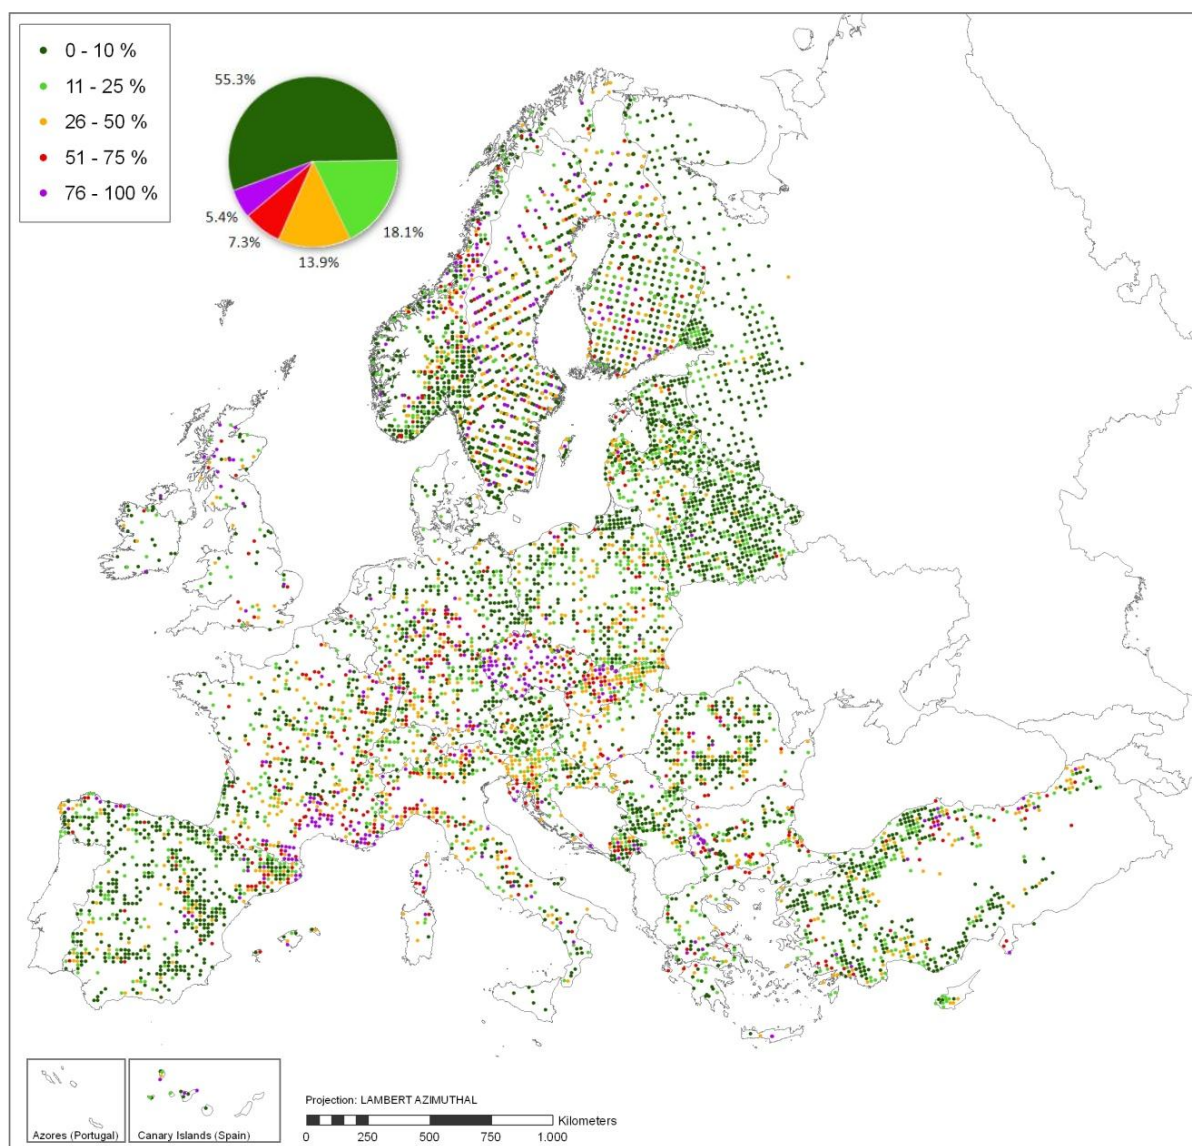 0 - 10 %
11 - 25 %
26 - 50 %
51 - 75 %
76 - 100 %
55.3%
5.4%
7.3%
13.9%
18.1%
Azores (Portugal)
Canary Islands (Spain)
Projection: LAMBERT AZIMUTHAL
Kilometers
0 250 500 750 1.000